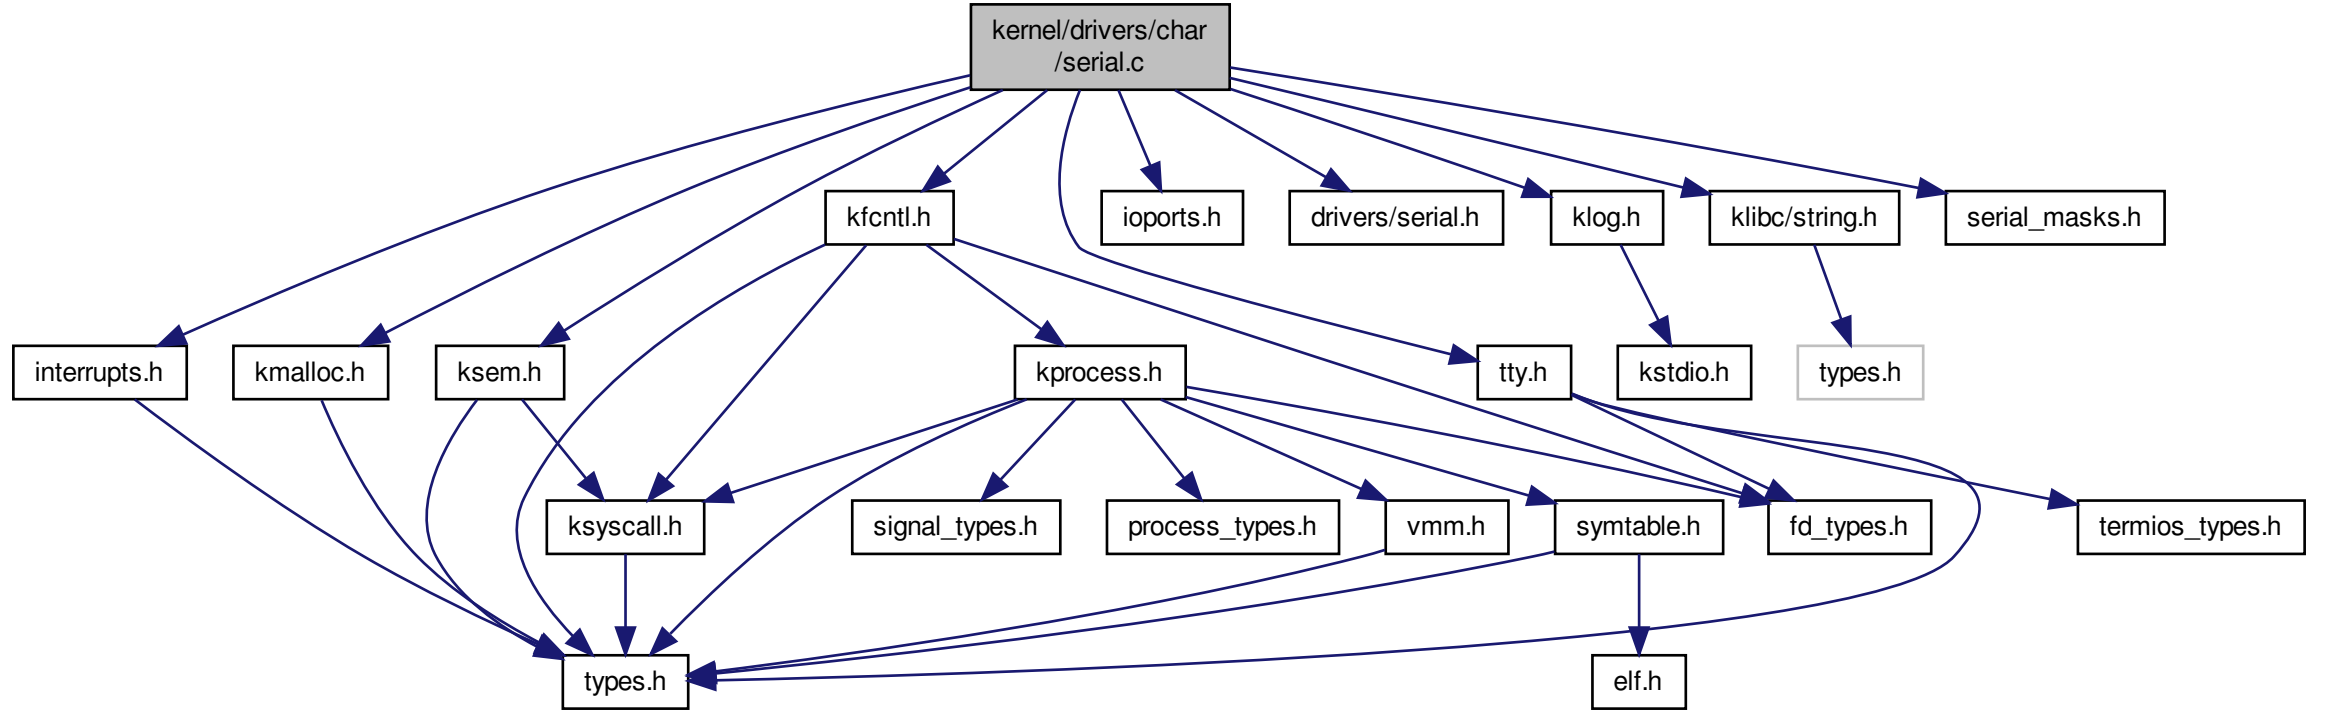 kernel/drivers/char
/serial.c
kfcntl.h
ioports.h
drivers/serial.h
klog.h
klibc/string.h
serial_masks.h
interrupts.h
kmalloc.h
ksem.h
kprocess.h
tty.h
kstdio.h
types.h
ksyscall.h
signal_types.h
process_types.h
vmm.h
symtable.h
fd_types.h
termios_types.h
types.h
elf.h